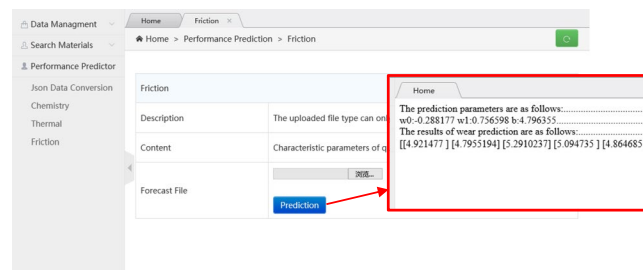 Data Managment
Search Materials
Performance Predictor
Json Data Conversion
Chemistry
Thermal
Friction
Home Friction ×
Home > Performance Prediction > Friction
Friction
Description The uploaded file type can onl
Content Characteristic parameters of q
Forecast File 浏览...
Prediction
Home
The prediction parameters are as follows:.............................
w0:-0.288177 w1:0.756598 b:4.796355.............................
The results of wear prediction are as follows:.............................
[[4.921477 ] [4.7955194] [5.2910237] [5.094735 ] [4.864685